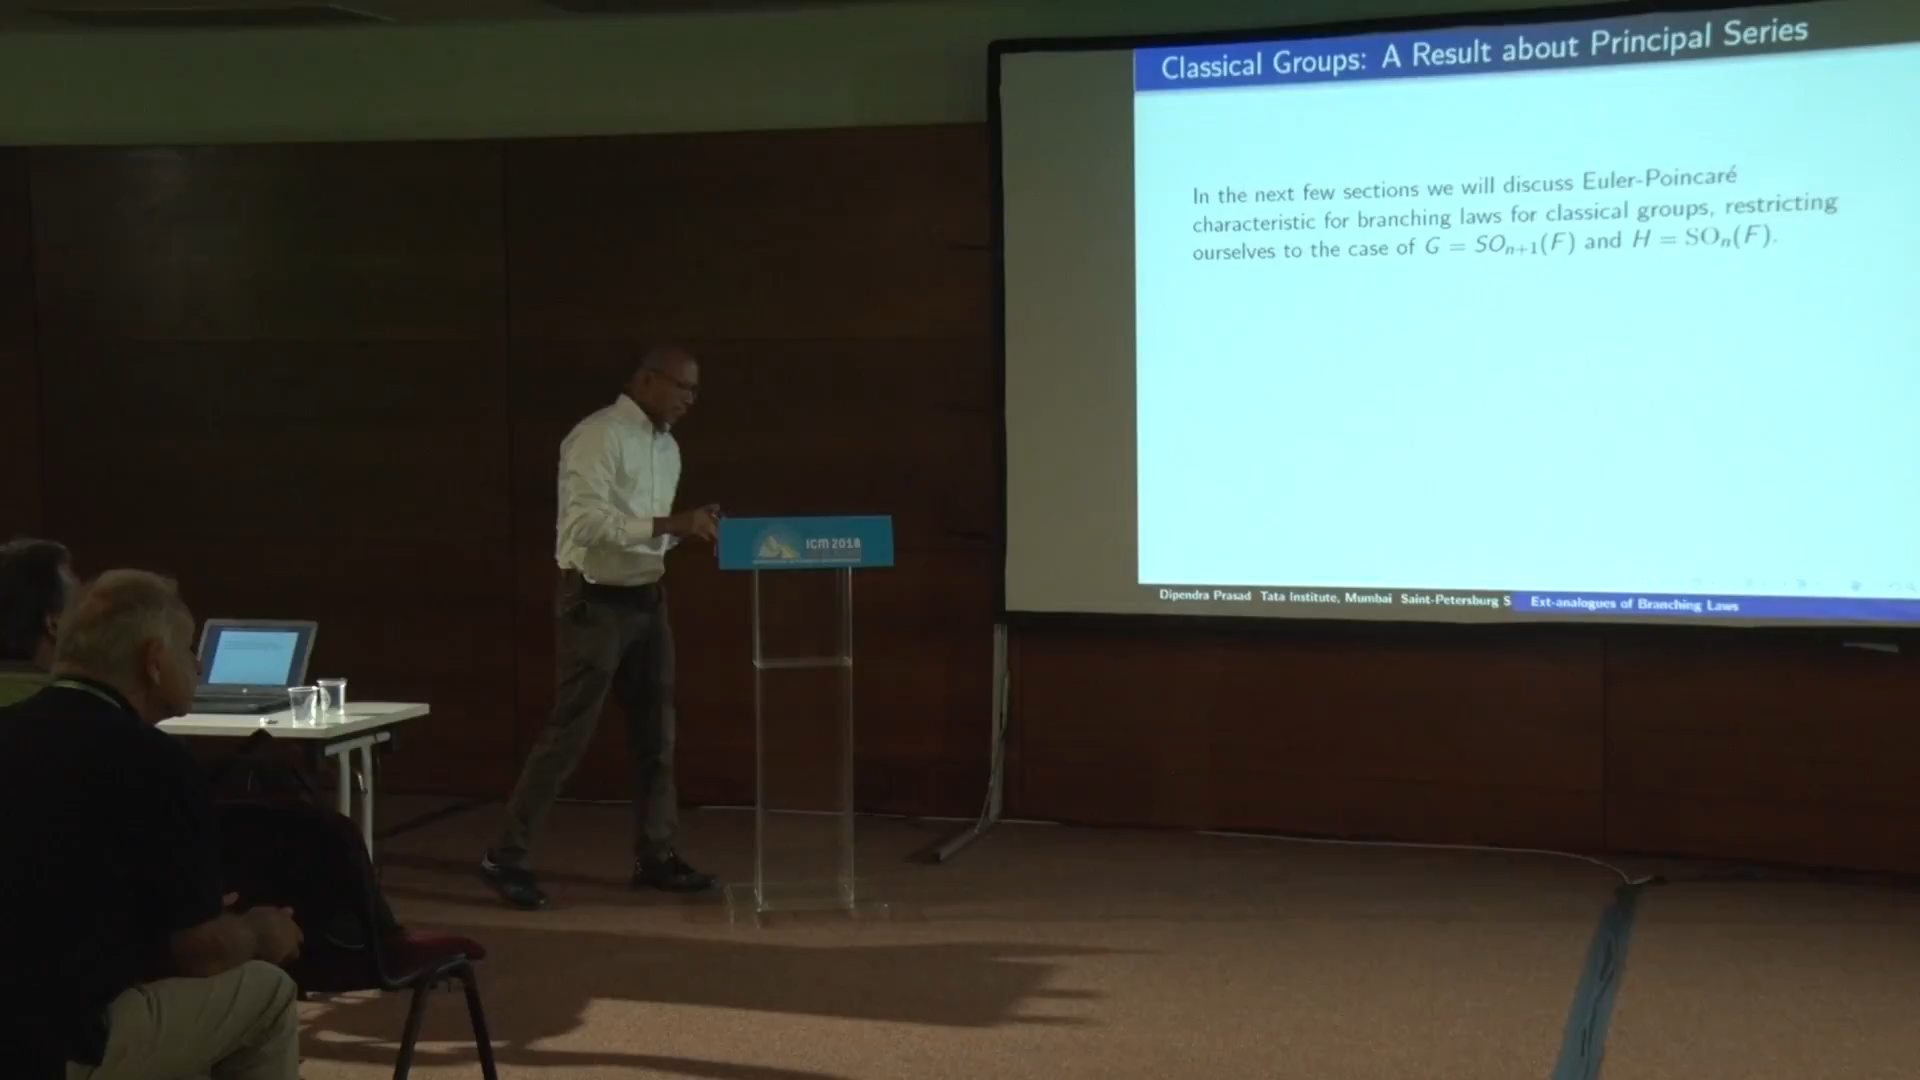 Classical Groups: A Result about Principal Series
In the next few sections we will discuss Euler-Poincaré
characteristic for branching laws for classical groups, restricting
ourselves to the case of G = SOn+1(F) and H = SOn(F).
Dipendra Prasad Tata Institute, Mumbai Saint-Petersburg S
Ext-analogues of Branching Laws
ICM 2018